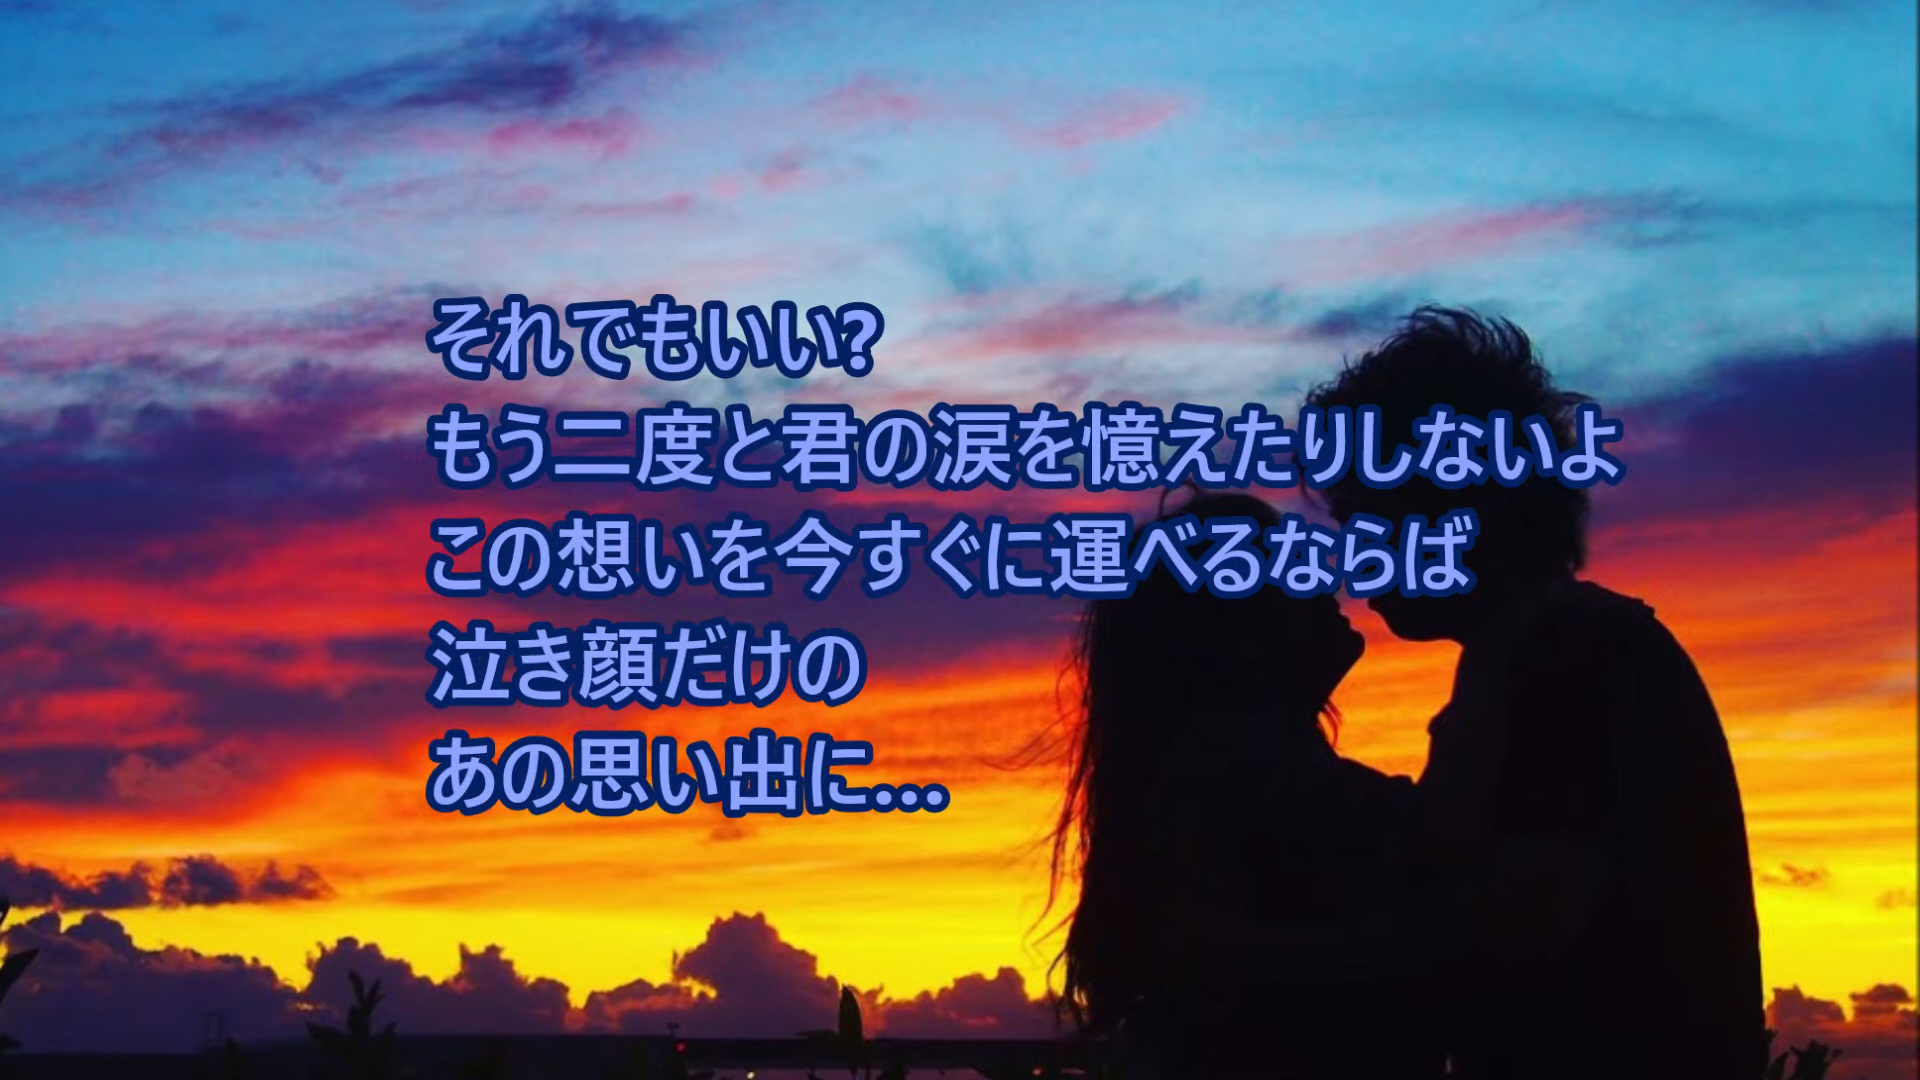 それでもいい?
もう二度と君の涙を憶えたりしないよ
この想いを今すぐに運べるならば
泣き顔だけの
あの思い出に...